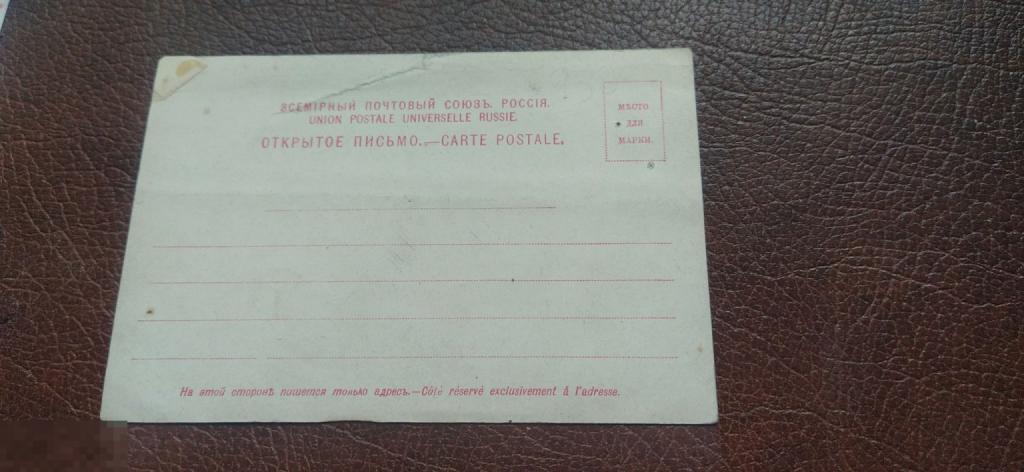 ВСЕМІРНЫЙ ПОЧТОВЫЙ СОЮЗЪ. РОССІЯ.
UNION POSTALE UNIVERSELLE RUSSIE.
ОТКРЫТОЕ ПИСЬМО.—CARTE POSTALE.
МѢСТО
ДЛЯ
МАРКИ.
На этой сторонѣ пишется только адресъ.—Côté réservé exclusivement à l'adresse.